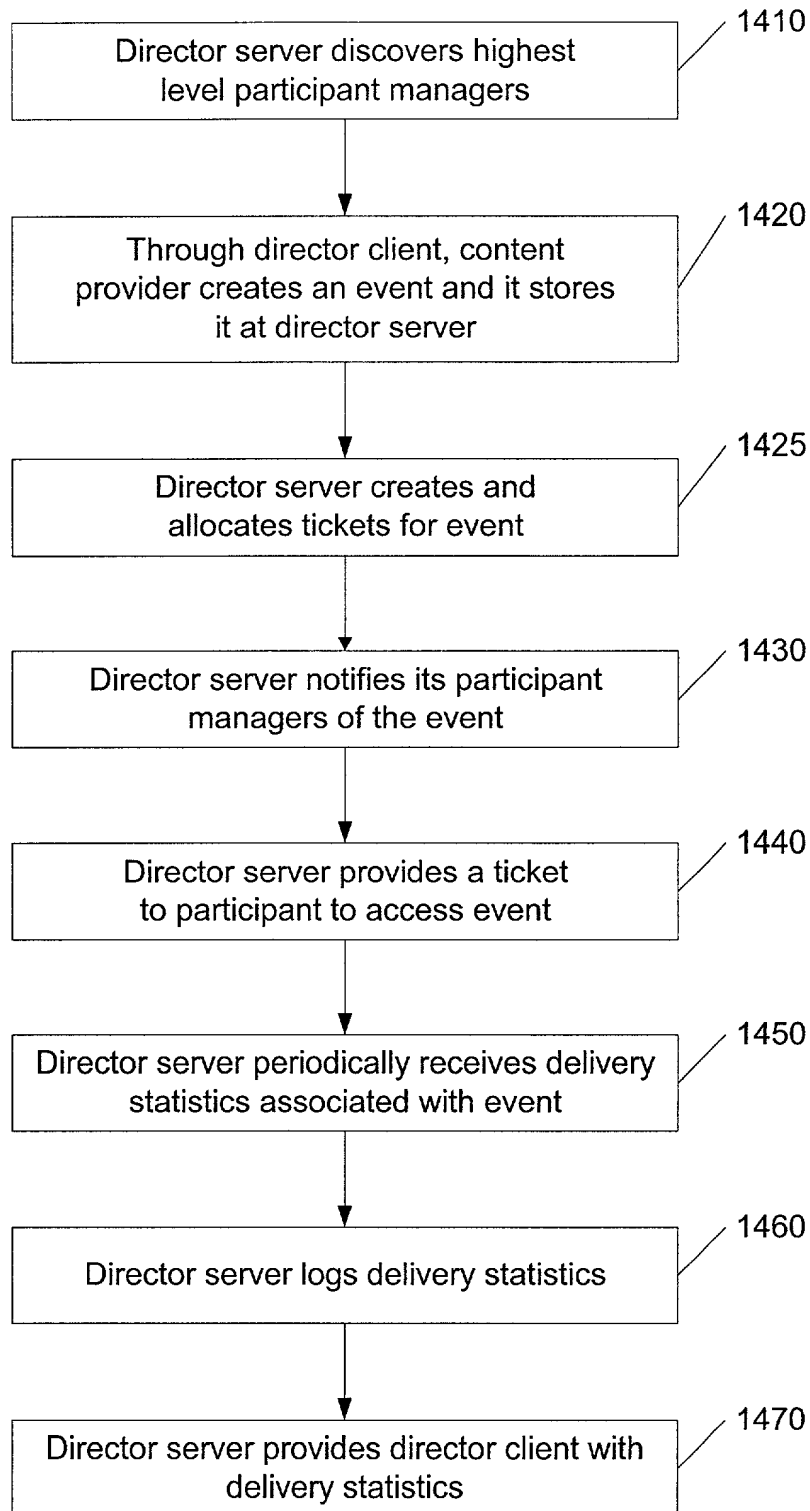 1410
Director server discovers highest
level participant managers
1420
Through director client, content
provider creates an event and it stores
it at director server
1425
Director server creates and
allocates tickets for event
1430
Director server notifies its participant
managers of the event
1440
Director server provides a ticket
to participant to access event
1450
Director server periodically receives delivery
statistics associated with event
1460
Director server logs delivery statistics
1470
Director server provides director client with
delivery statistics